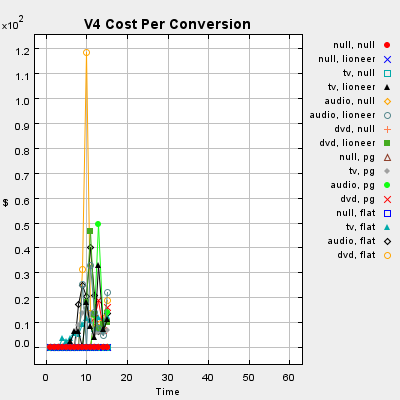 V4 Cost Per Conversion
x10²
1.2
1.1
1.0
0.9
0.8
0.7
0.6
0.5
0.4
0.3
0.2
0.1
0.0
$
0 10 20 30 40 50 60
Time
null, null
null, lioneer
tv, null
tv, lioneer
audio, null
audio, lioneer
dvd, null
dvd, lioneer
null, pg
tv, pg
audio, pg
dvd, pg
null, flat
tv, flat
audio, flat
dvd, flat